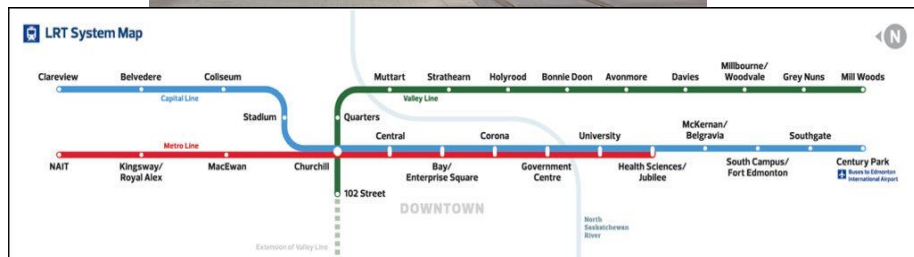 LRT System Map
N
Clareview
Belvedere
Coliseum
Capital Line
Stadium
Muttart
Strathearn
Holyrood
Bonnie Doon
Avonmore
Davies
Millbourne/
Woodvale
Grey Nuns
Mill Woods
Valley Line
Quarters
Central
Corona
University
McKernan/
Belgravia
Southgate
Metro Line
NAIT
Kingsway/
Royal Alex
MacEwan
Churchill
Bay/
Enterprise Square
Government
Centre
Health Sciences/
Jubilee
South Campus/
Fort Edmonton
Century Park
Buses to Edmonton
International Airport
102 Street
DOWNTOWN
North
Saskatchewan
River
Extension of Valley Line